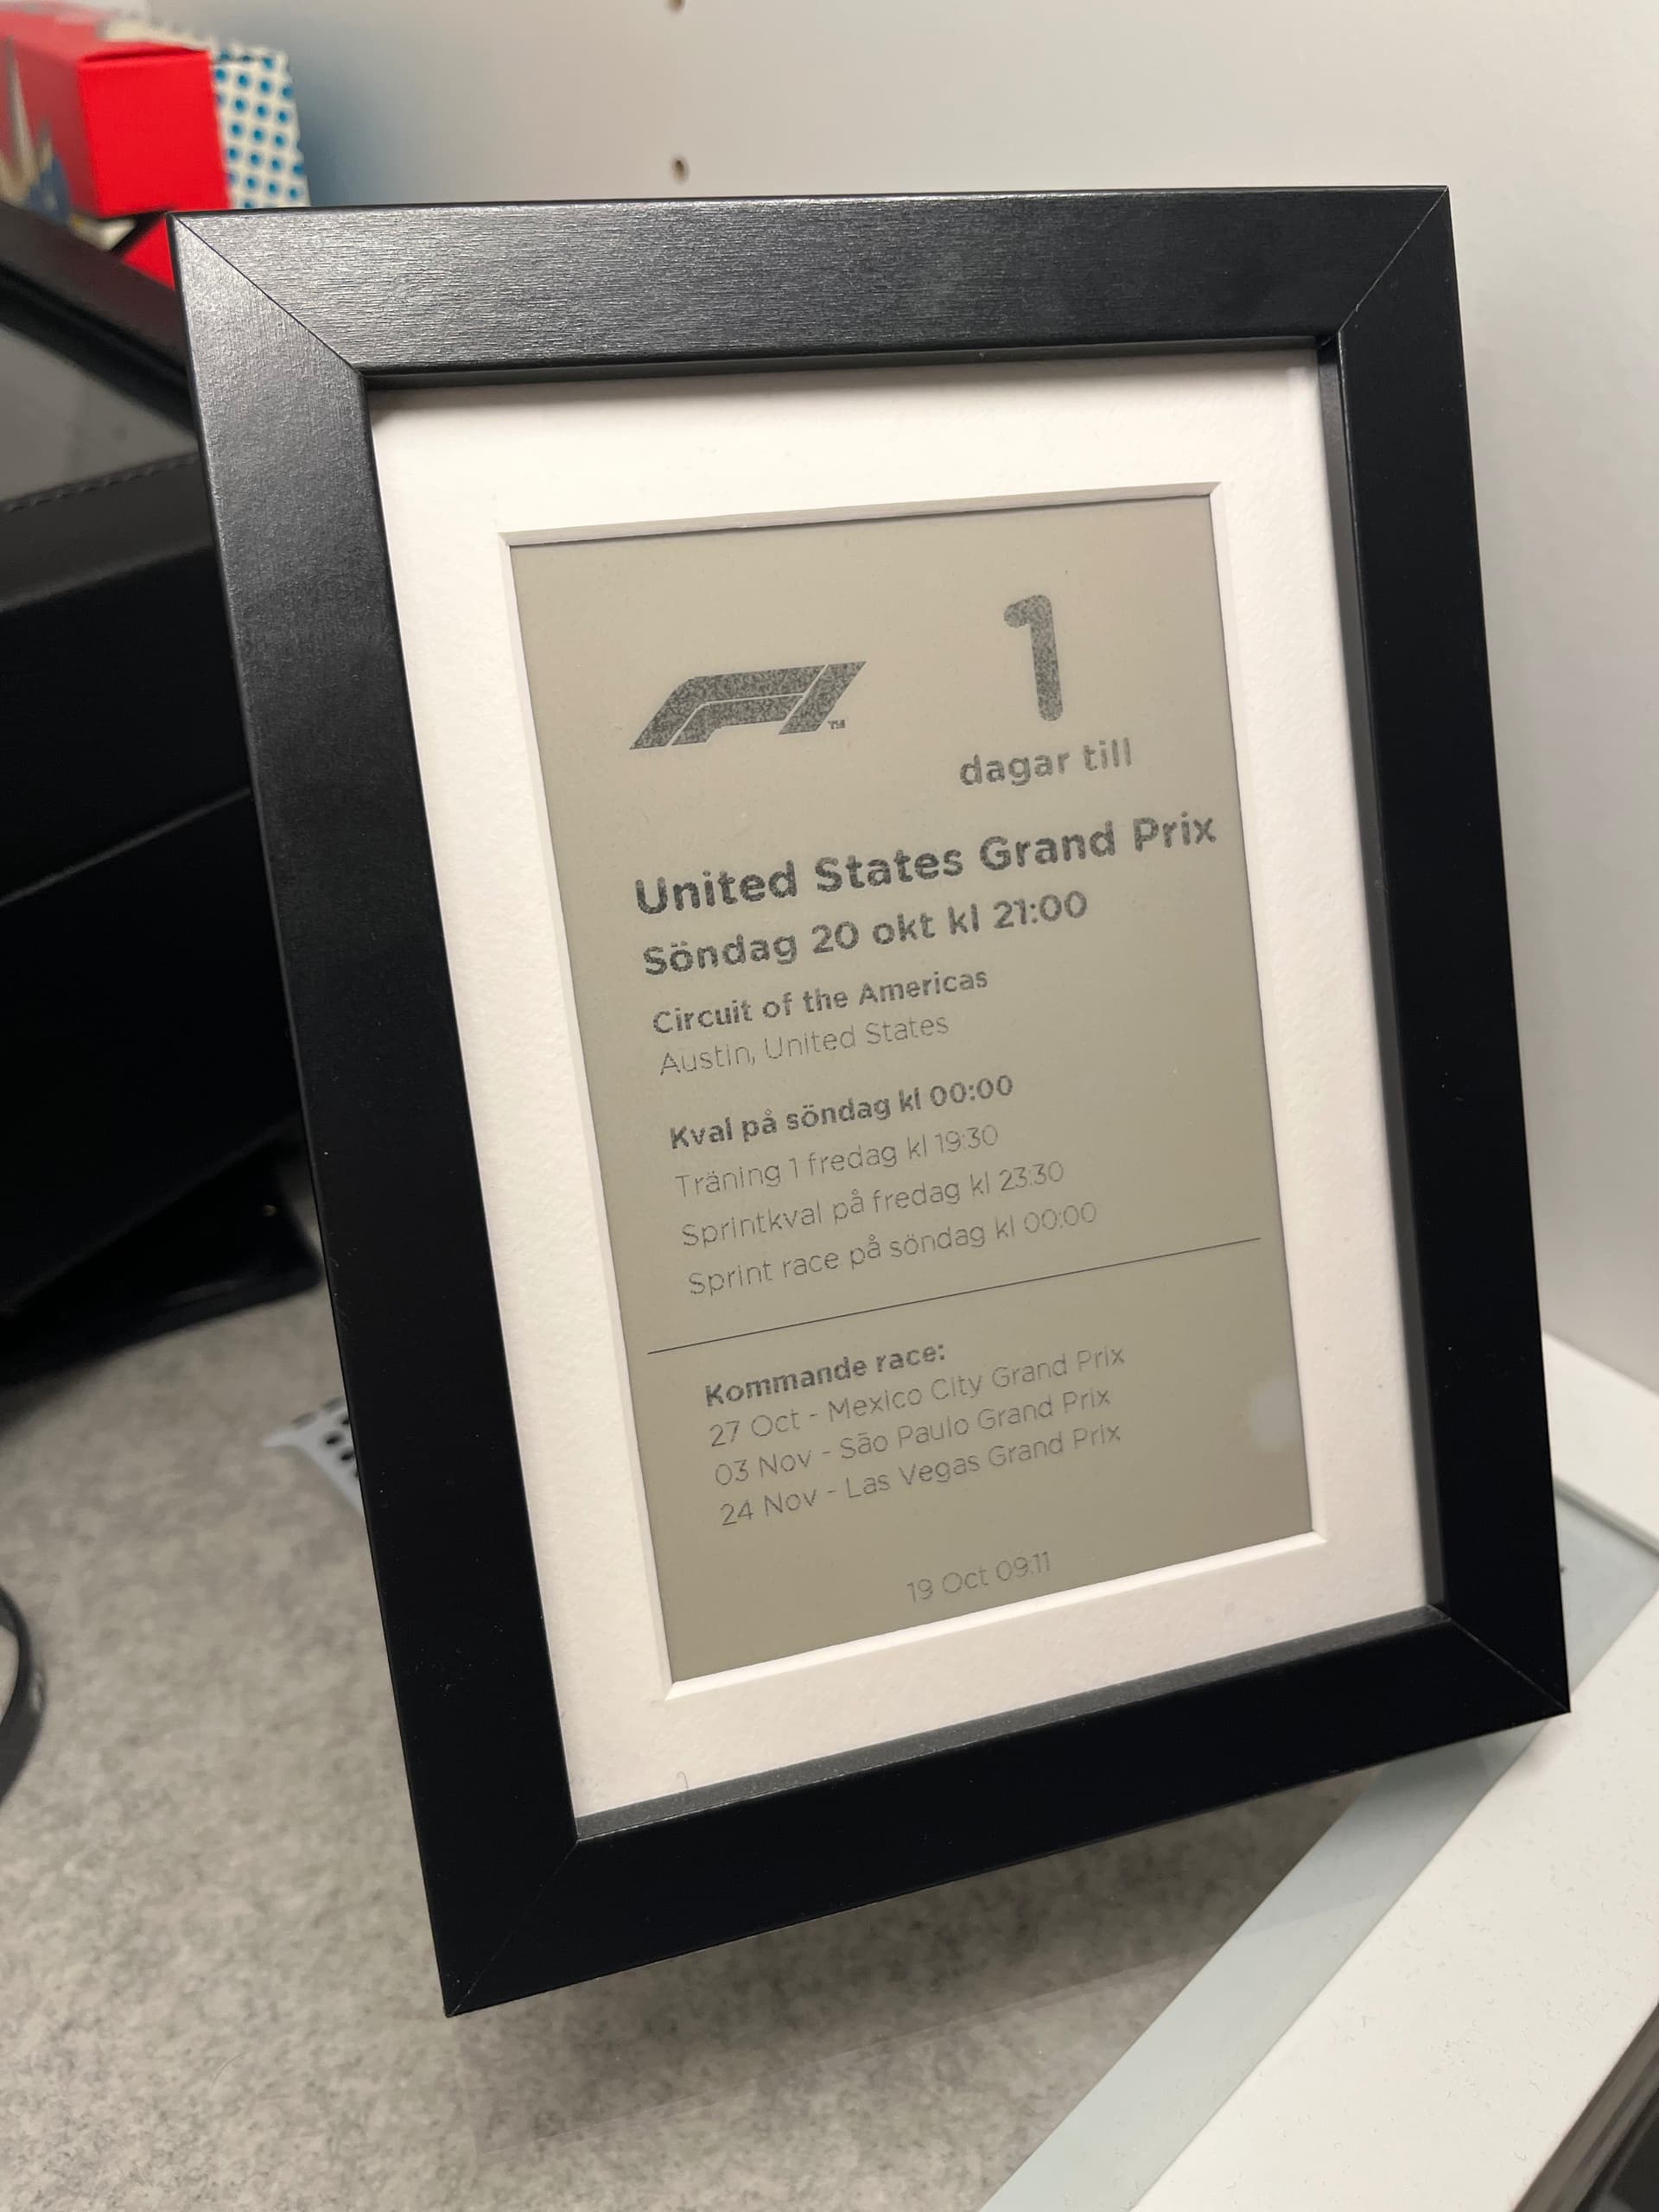 F1™
1
dagar till
United States Grand Prix
Söndag 20 okt kl 21:00
Circuit of the Americas
Austin, United States
Kval på söndag kl 00:00
Träning 1 fredag kl 19:30
Sprintkval på fredag kl 23:30
Sprint race på söndag kl 00:00
Kommande race:
27 Oct - Mexico City Grand Prix
03 Nov - São Paulo Grand Prix
24 Nov - Las Vegas Grand Prix
19 Oct 09:11